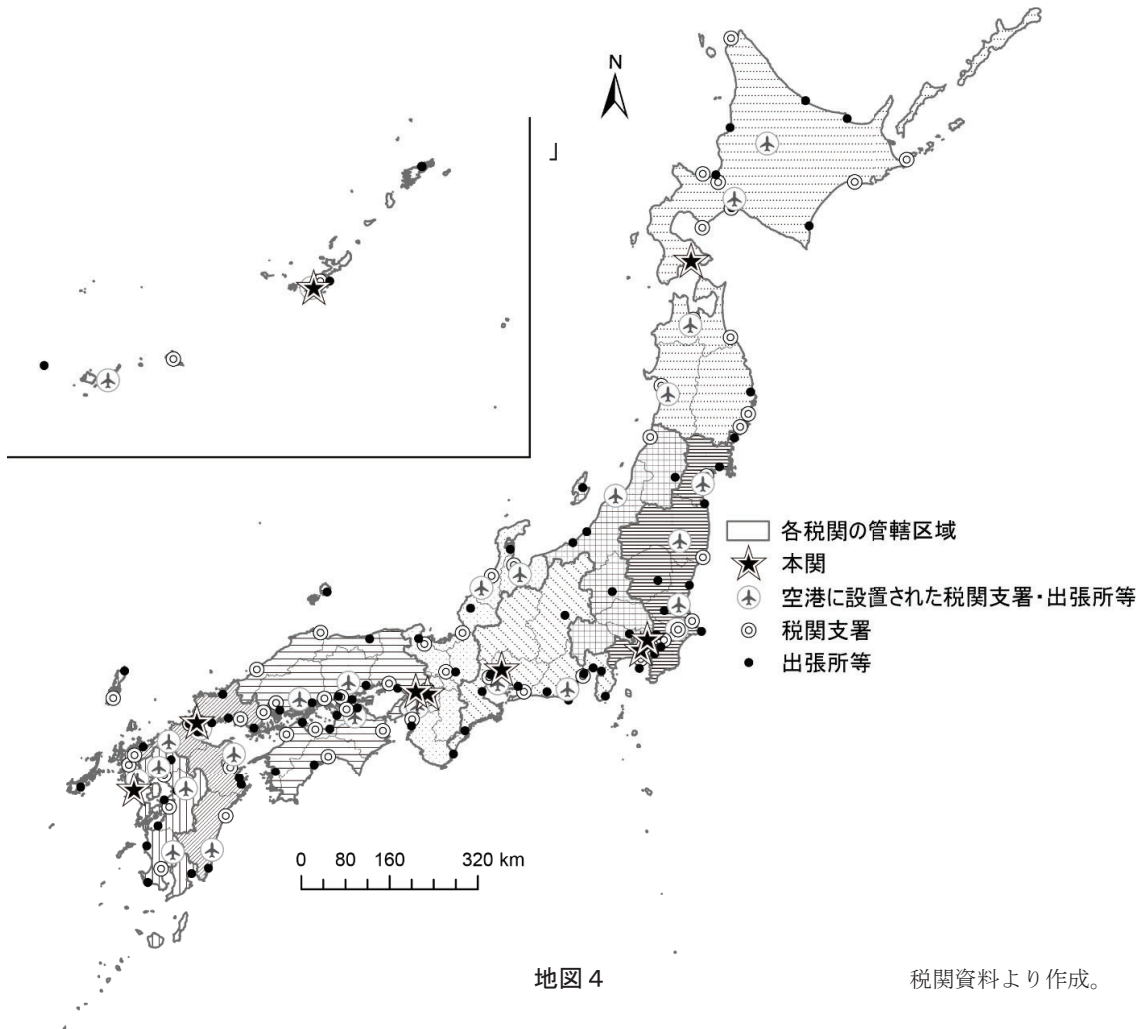 N
各税関の管轄区域
本関
空港に設置された税関支署・出張所等
税関支署
出張所等
0 80 160 320 km
地図4
税関資料より作成。